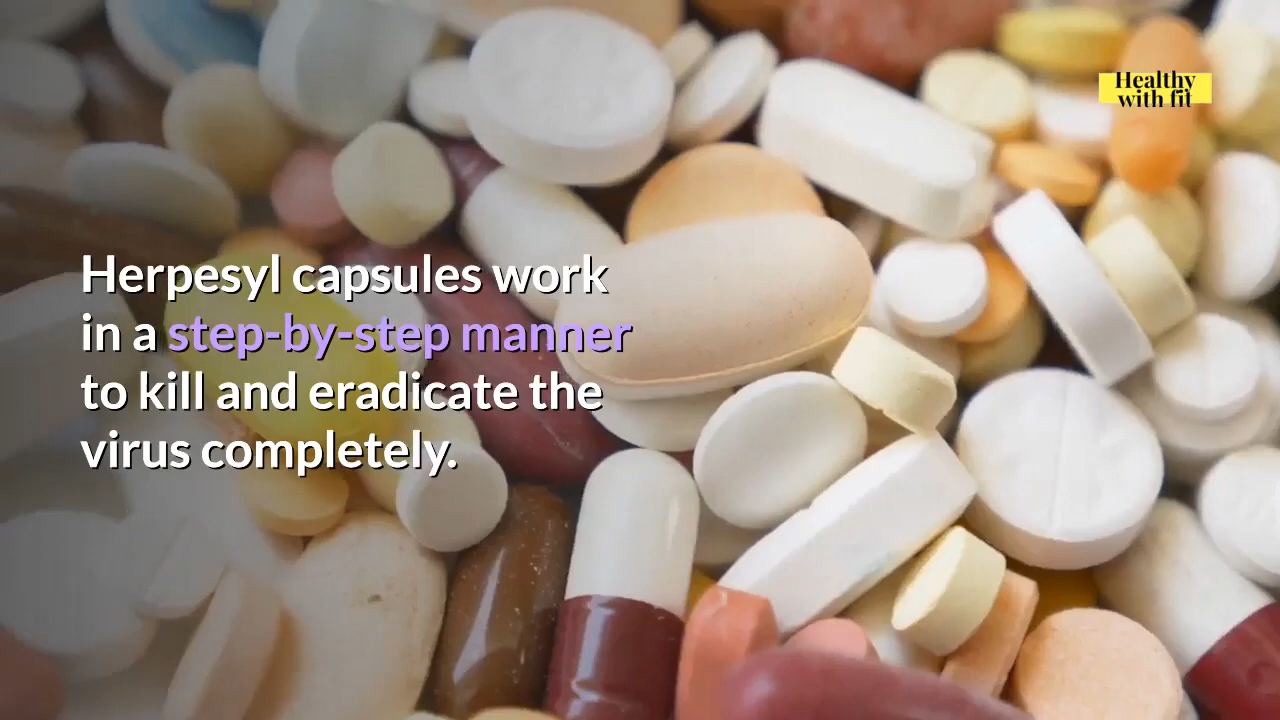 Healthy
with fit
Herpesyl capsules work
in a step-by-step manner
to kill and eradicate the
virus completely.